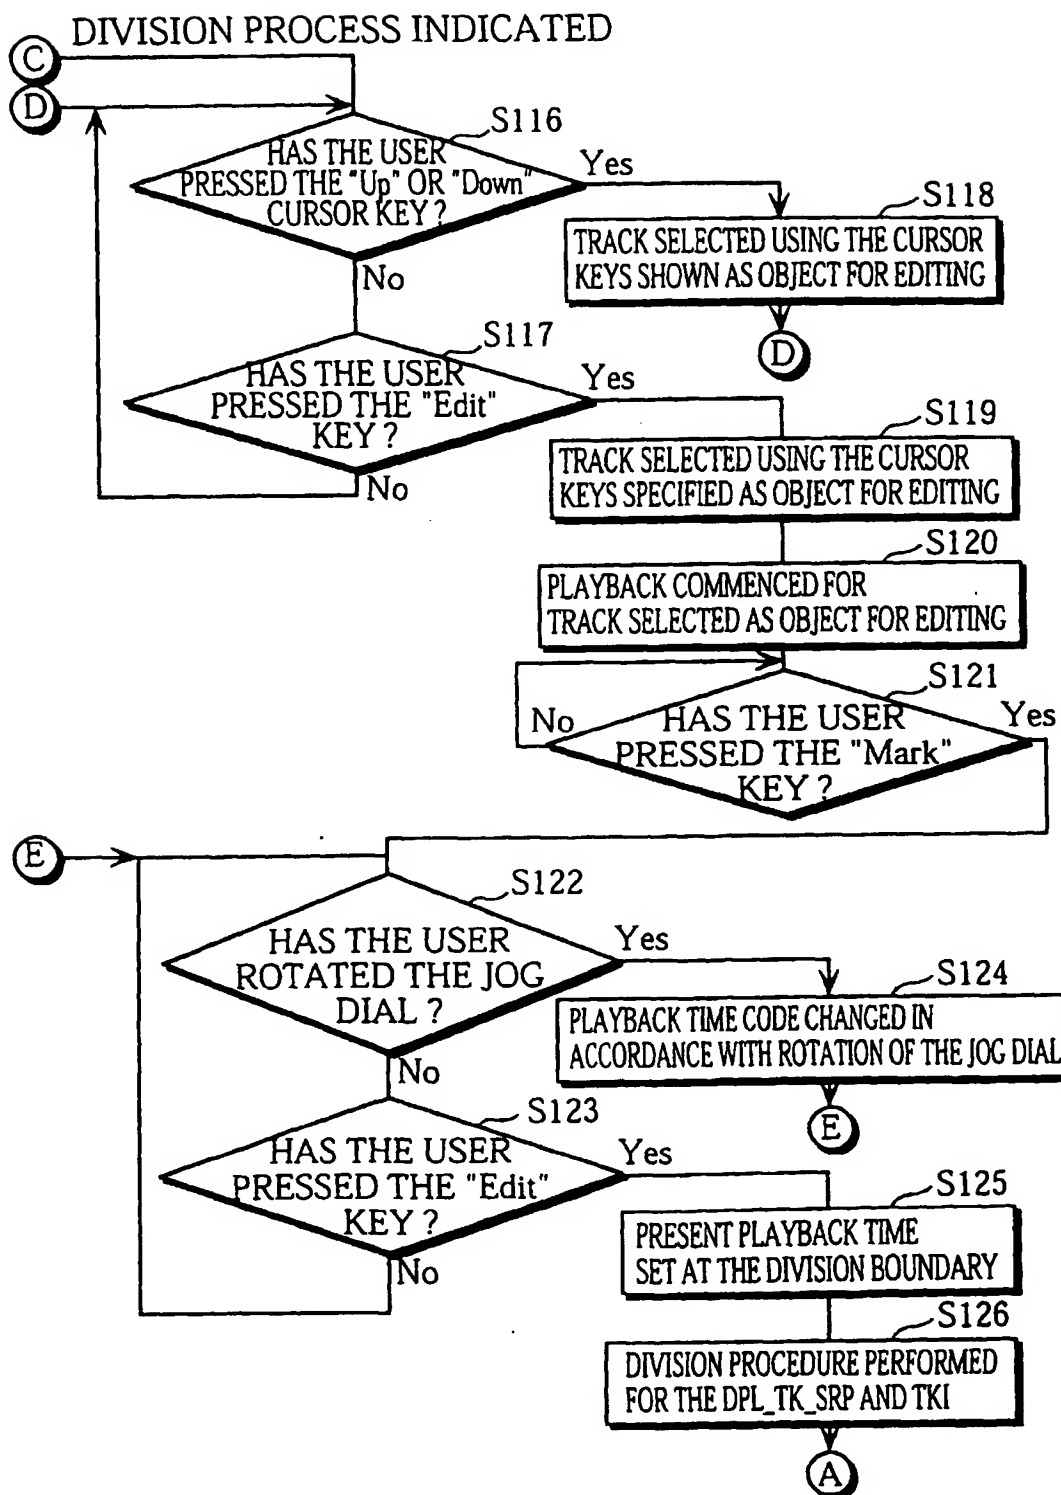 DIVISION PROCESS INDICATED
C
D
S116
HAS THE USER
PRESSED THE "Up" OR "Down"
CURSOR KEY ?
Yes
No
S118
TRACK SELECTED USING THE CURSOR
KEYS SHOWN AS OBJECT FOR EDITING
D
S117
HAS THE USER
PRESSED THE "Edit"
KEY ?
Yes
No
S119
TRACK SELECTED USING THE CURSOR
KEYS SPECIFIED AS OBJECT FOR EDITING
S120
PLAYBACK COMMENCED FOR
TRACK SELECTED AS OBJECT FOR EDITING
S121
HAS THE USER
PRESSED THE "Mark"
KEY ?
No
Yes
E
S122
HAS THE USER
ROTATED THE JOG
DIAL ?
Yes
No
S124
PLAYBACK TIME CODE CHANGED IN
ACCORDANCE WITH ROTATION OF THE JOG DIAL
E
S123
HAS THE USER
PRESSED THE "Edit"
KEY ?
Yes
No
S125
PRESENT PLAYBACK TIME
SET AT THE DIVISION BOUNDARY
S126
DIVISION PROCEDURE PERFORMED
FOR THE DPL_TK_SRP AND TKI
A